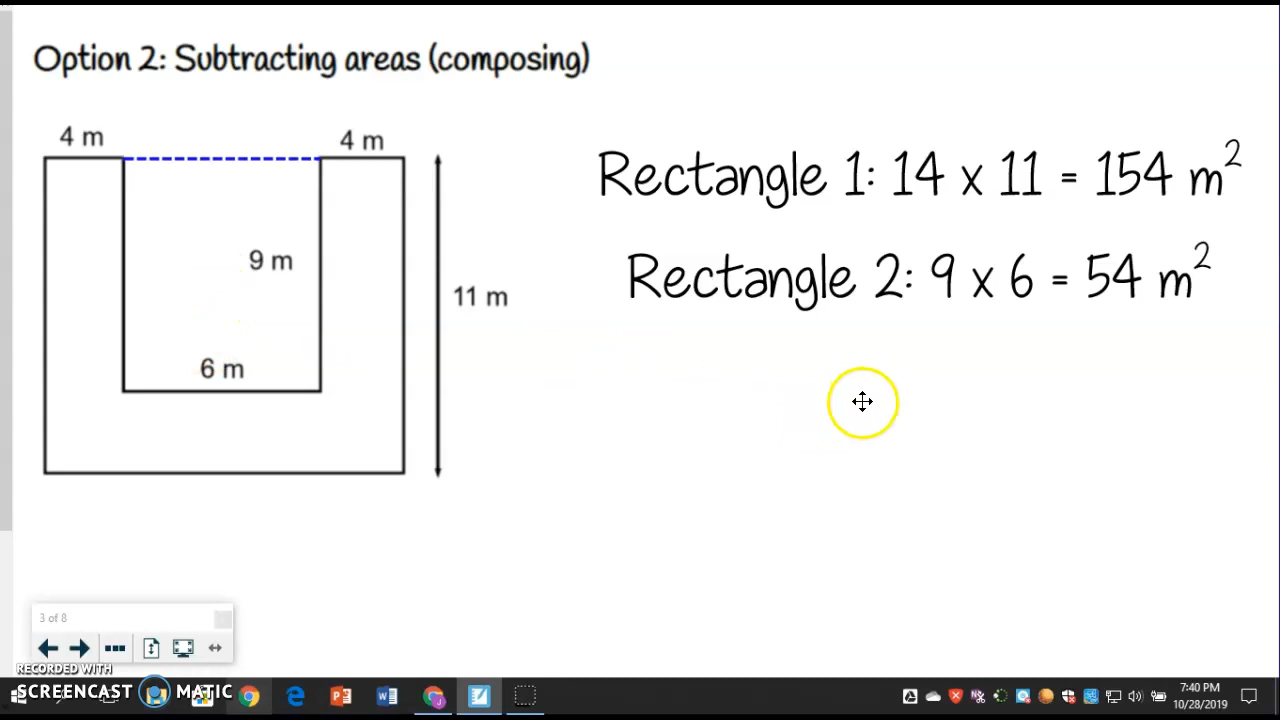 Option 2: Subtracting areas (composing)
4 m
4 m
Rectangle 1: 14 x 11 = 154 m²
9 m
Rectangle 2: 9 x 6 = 54 m²
11 m
6 m
3 of 8
RECORDED WITH
SCREENCAST MATIC
7:40 PM
10/28/2019